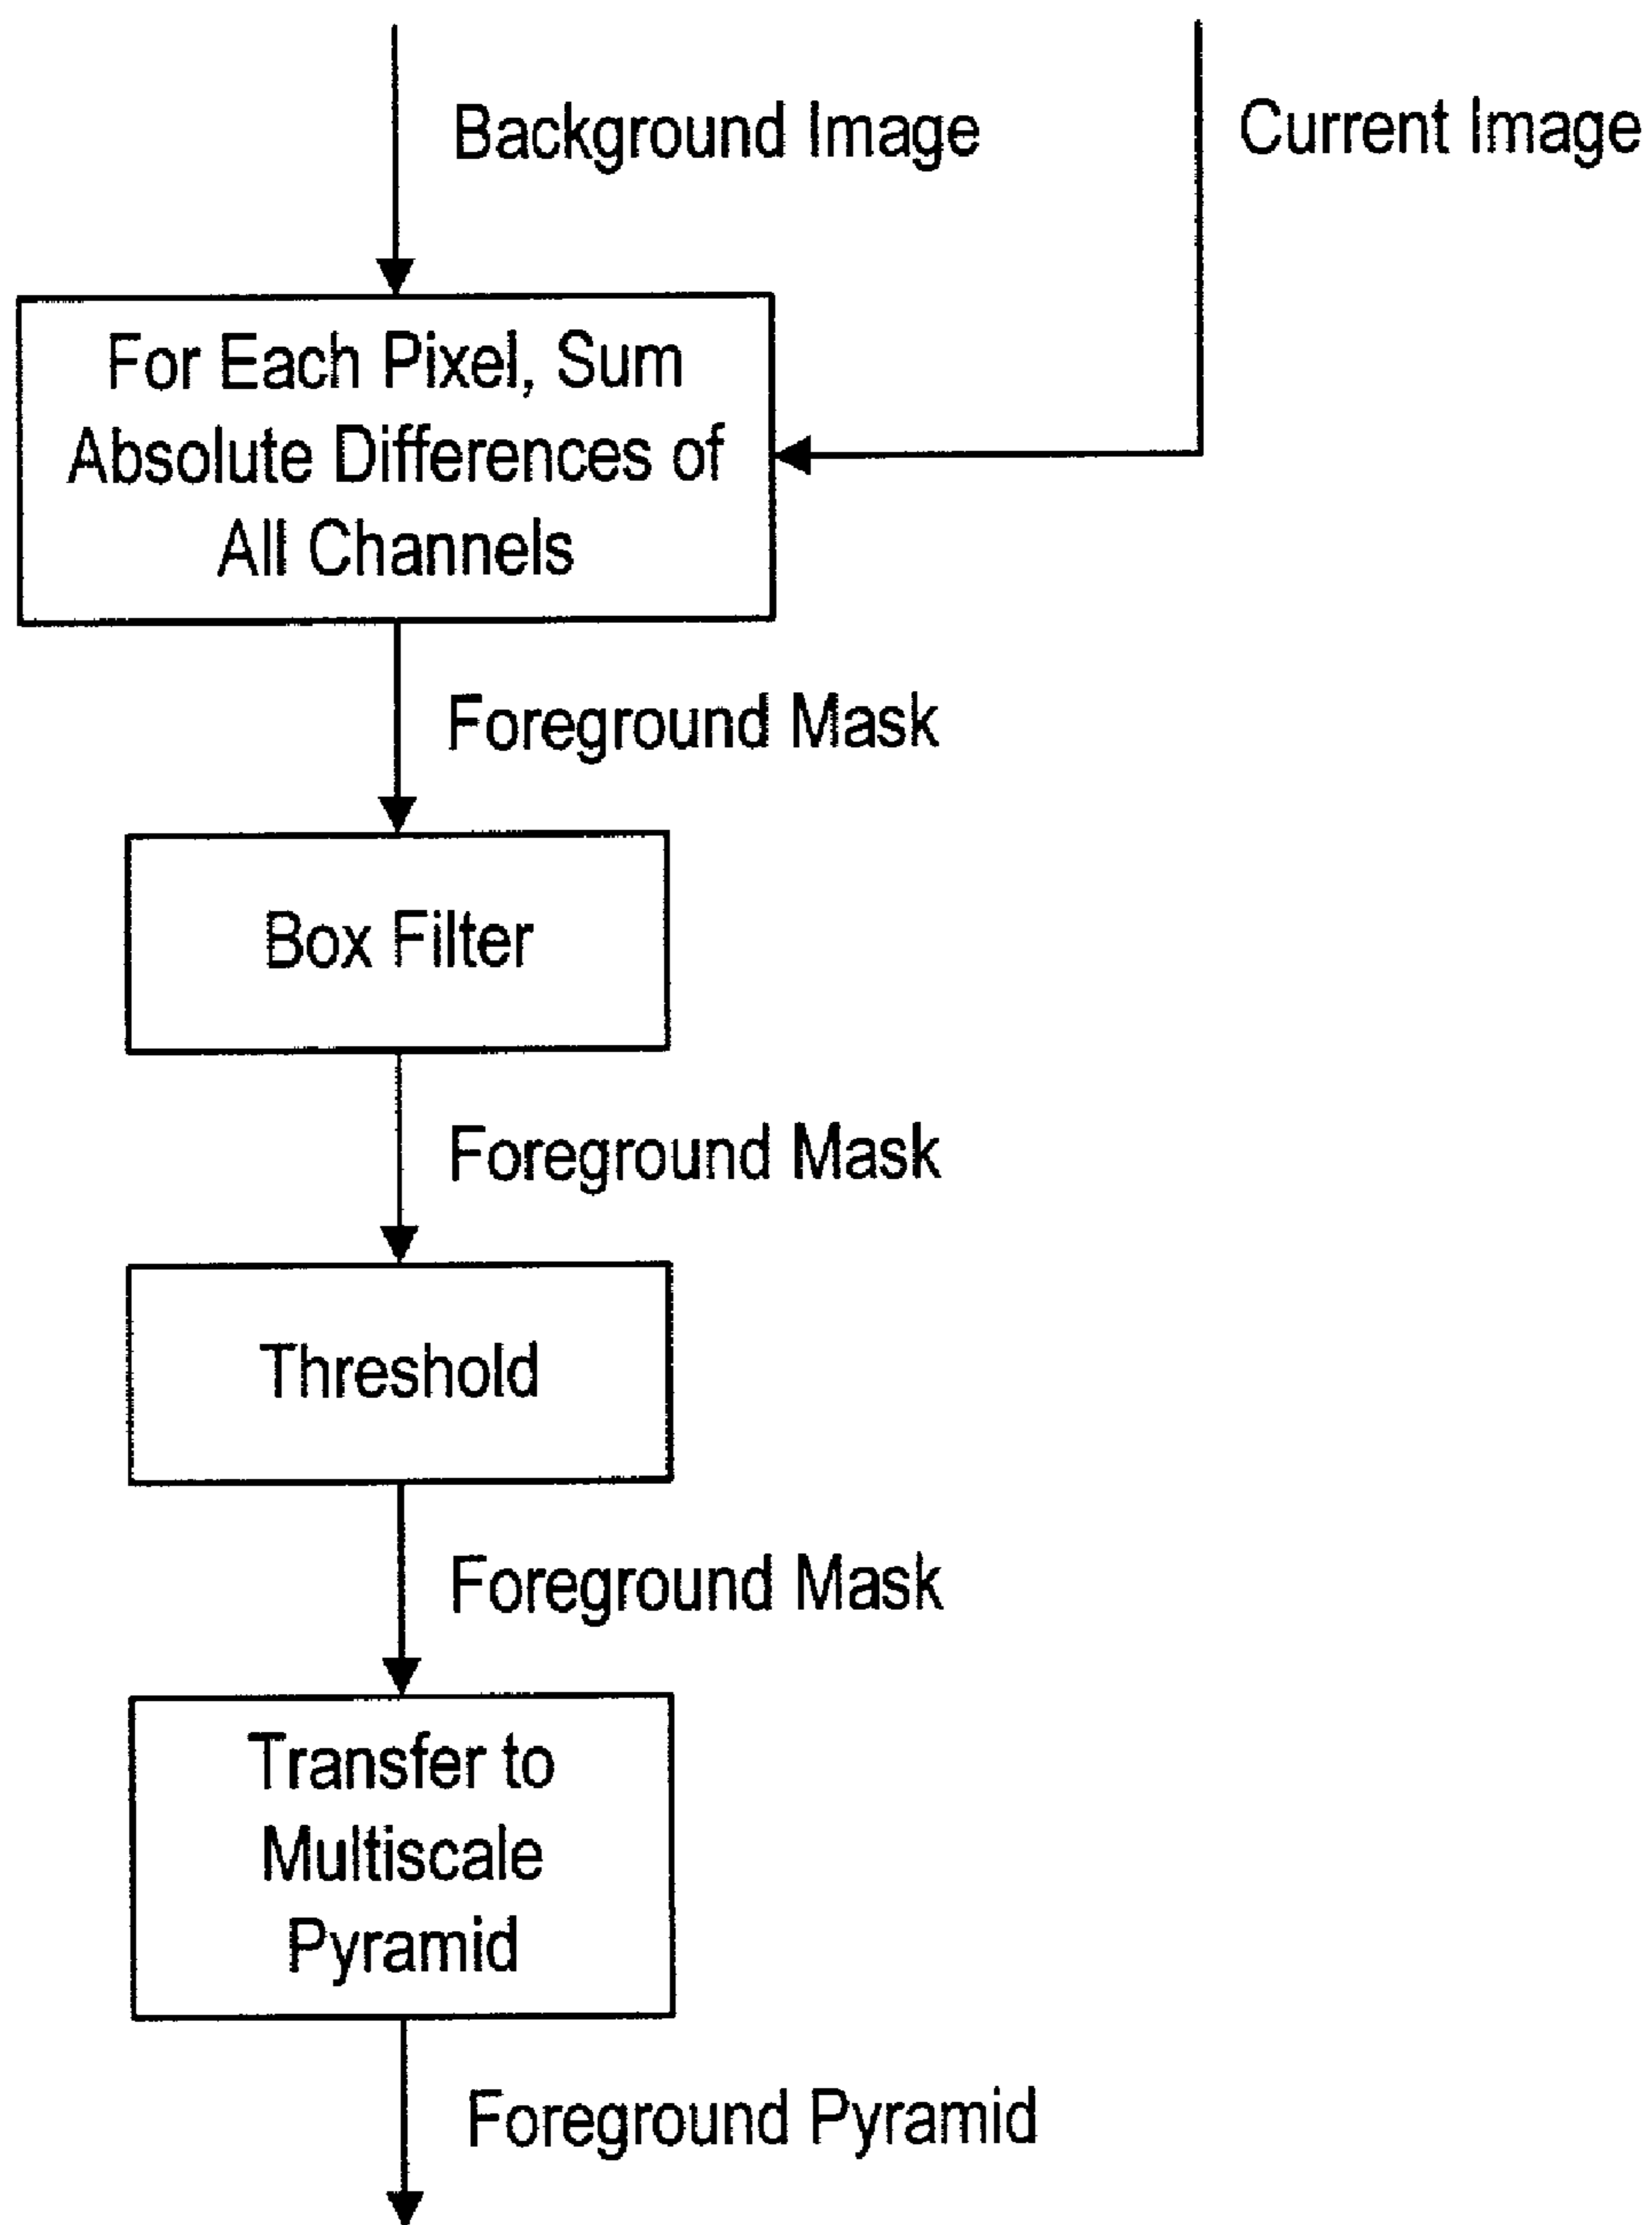 Background Image
Current Image
For Each Pixel, Sum
Absolute Differences of
All Channels
Foreground Mask
Box Filter
Foreground Mask
Threshold
Foreground Mask
Transfer to
Multiscale
Pyramid
Foreground Pyramid